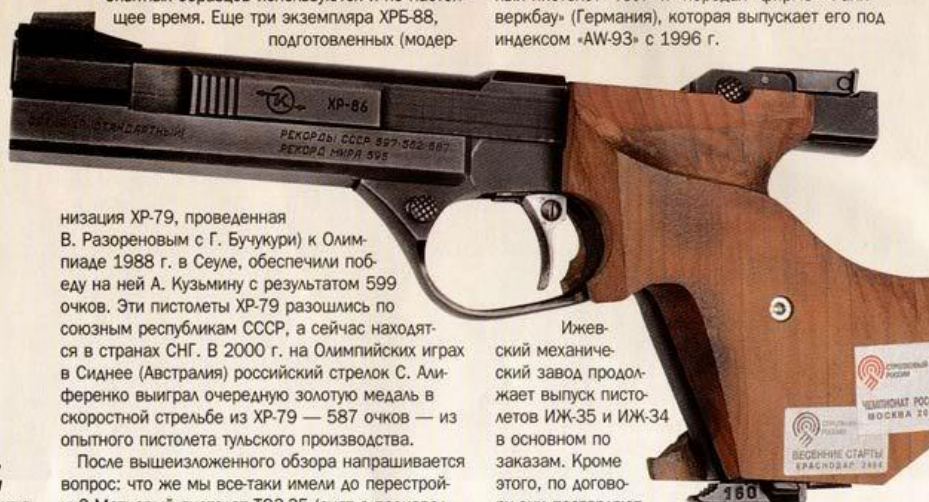 щее время. Еще три экземпляра ХРБ-88,
подготовленных (модер-
низация ХР-79, проведенная
В. Разореновым с Г. Бучукури) к Олим-
пиаде 1988 г. в Сеуле, обеспечили поб-
еду на ней А. Кузьмину с результатом 599
очков. Эти пистолеты ХР-79 разошлись по
союзным республикам СССР, а сейчас находят-
ся в странах СНГ. В 2000 г. на Олимпийских играх
в Сиднее (Австралия) российский стрелок С. Али-
ференко выиграл очередную золотую медаль в
скоростной стрельбе из ХР-79 — 587 очков — из
опытного пистолета тульского производства.
После вышеизложенного обзора напрашивается
вопрос: что же мы все-таки имели до перестрой-
веркбау» (Германия), которая выпускает его под
индексом «AW-93» с 1996 г.
Ижев-
ский механиче-
ский завод продол-
жает выпускписто-
летов ИЖ-35 и ИЖ-34
в основном по
заказам. Кроме
этого, по догово-
ХР-86
РЕКОРДЫ СССР 597-582-587
РЕКОРД МИРА 595
ЧЕМПИОНАТ РОС
МОСКВА 20
ВЕСЕННИЕ СТАРТЫ
КРАСНОДАР 2004
160